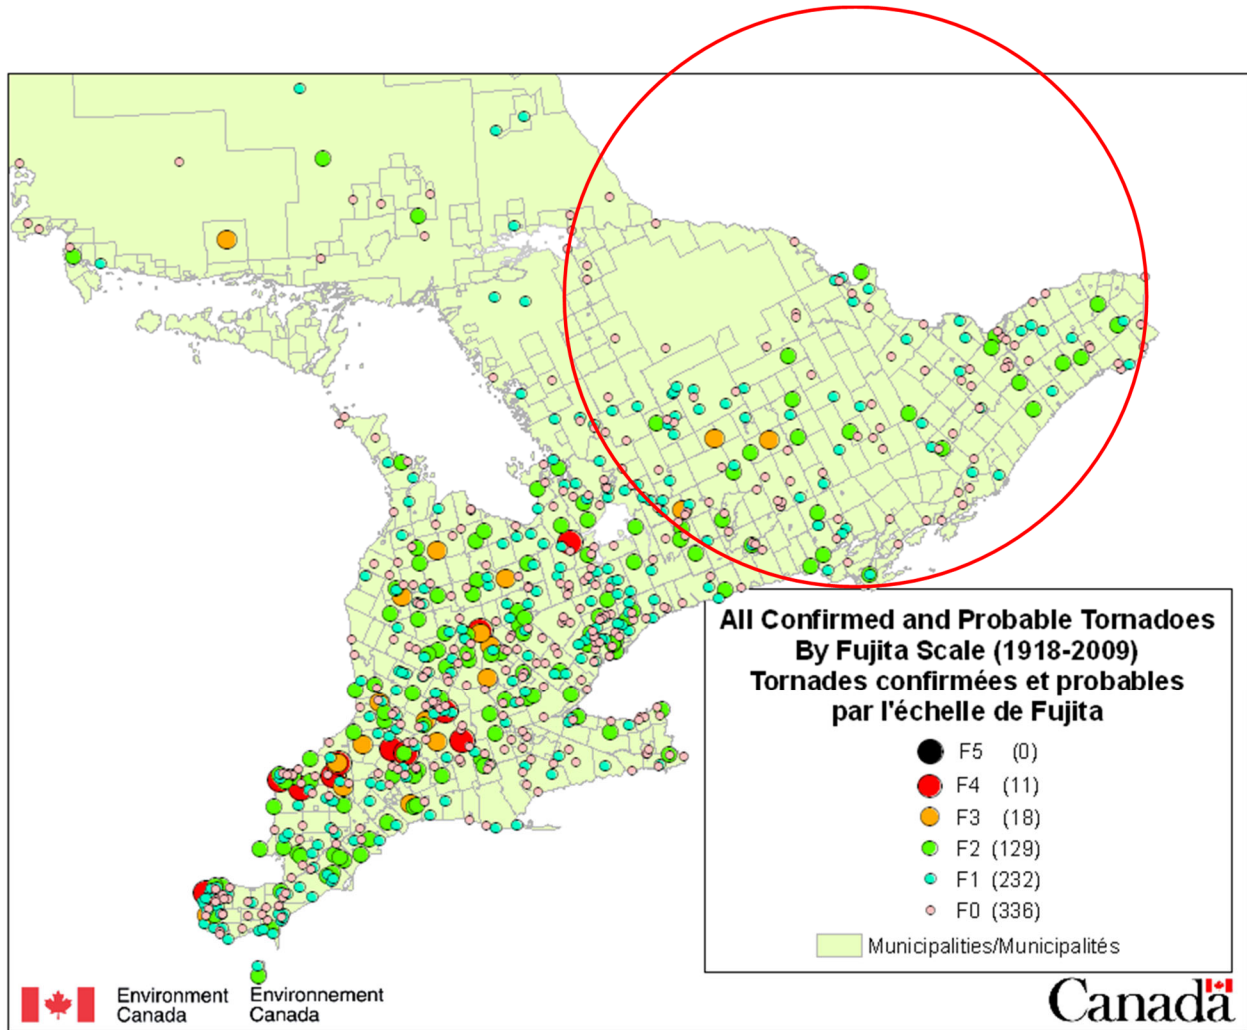 All Confirmed and Probable Tornadoes
By Fujita Scale (1918-2009)
Tornades confirmées et probables
par l'échelle de Fujita
F5 (0)
F4 (11)
F3 (18)
F2 (129)
F1 (232)
F0 (336)
Municipalities/Municipalités
Environment Environnement
Canada Canada
Canada